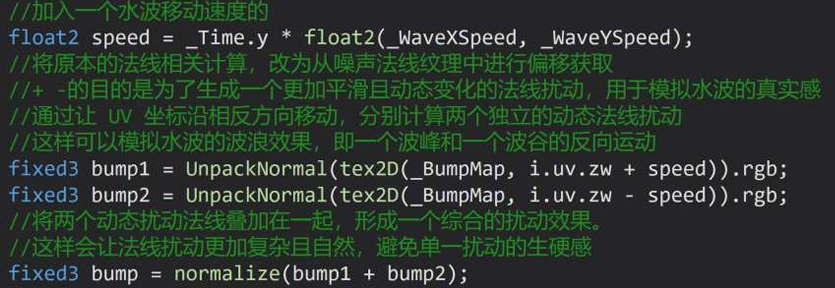 //加入一个水波移动速度的
float2 speed = _Time.y * float2(_WaveXSpeed, _WaveYSpeed);
//将原本的法线相关计算，改为从噪声法线纹理中进行偏移获取
//+ -的目的是为了生成一个更加平滑且动态变化的法线扰动，用于模拟水波的真实感
//通过让 UV 坐标沿相反方向移动，分别计算两个独立的动态法线扰动
//这样可以模拟水波的波浪效果，即一个波峰和一个波谷的反向运动
fixed3 bump1 = UnpackNormal(tex2D(_BumpMap, i.uv.zw + speed)).rgb;
fixed3 bump2 = UnpackNormal(tex2D(_BumpMap, i.uv.zw - speed)).rgb;
//将两个动态扰动法线叠加在一起，形成一个综合的扰动效果。
//这样会让法线扰动更加复杂且自然，避免单一扰动的生硬感
fixed3 bump = normalize(bump1 + bump2);